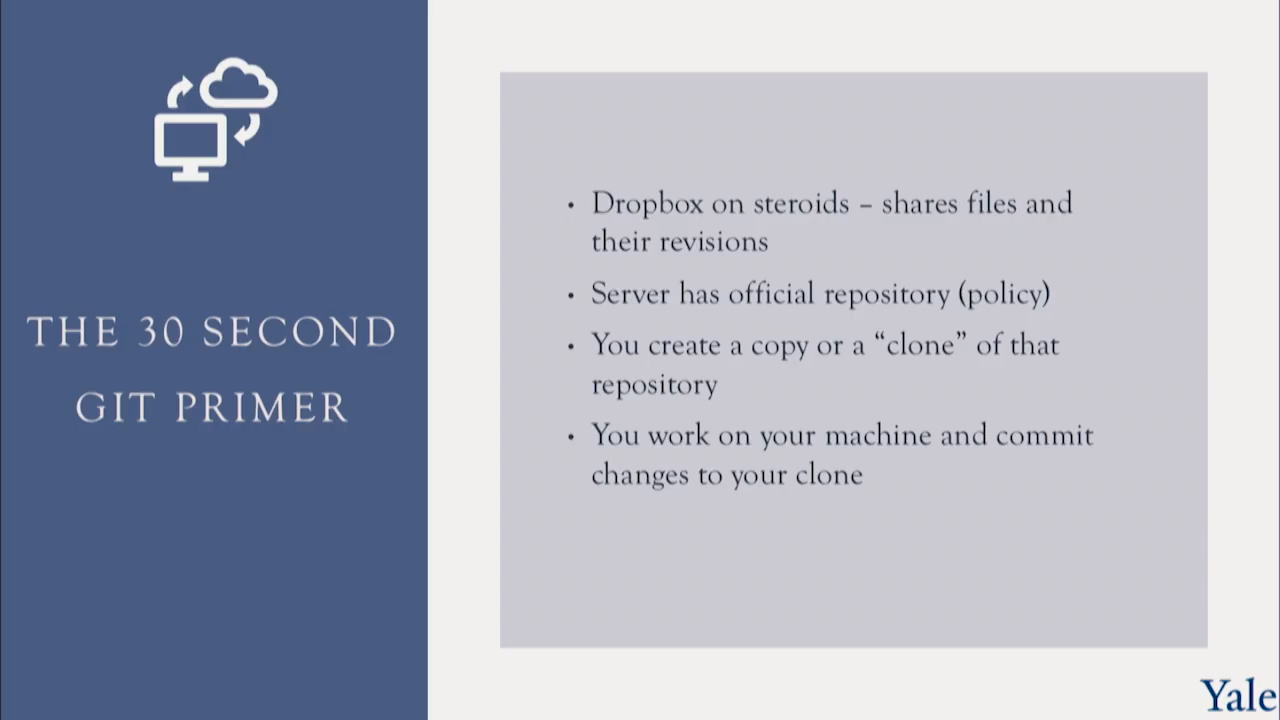 THE 30 SECOND
GIT PRIMER
• Dropbox on steroids – shares files and
their revisions
• Server has official repository (policy)
• You create a copy or a “clone” of that
repository
• You work on your machine and commit
changes to your clone
Yale